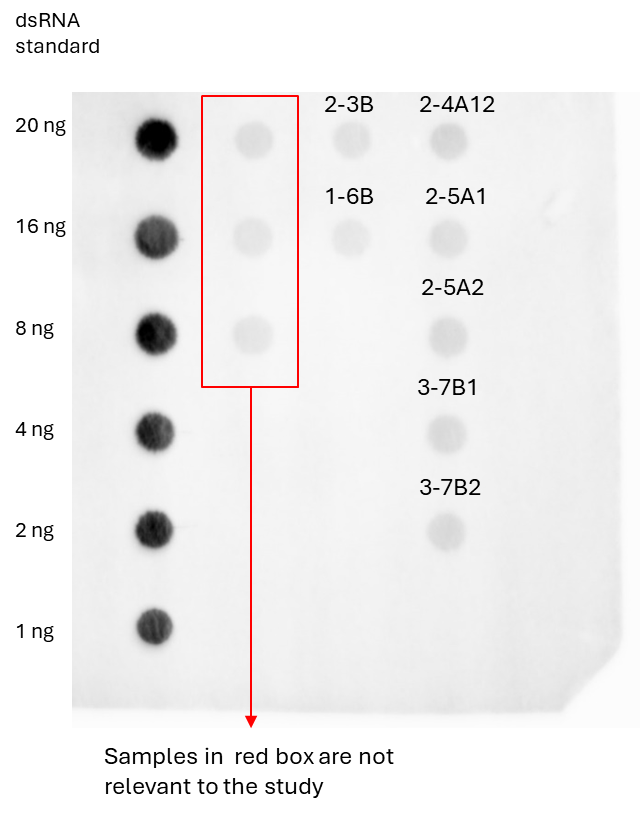 dsRNA
standard
2-3B
2-4A12
20 ng
1-6B
2-5A1
16 ng
2-5A2
8 ng
3-7B1
4 ng
3-7B2
2 ng
1 ng
Samples in red box are not
relevant to the study